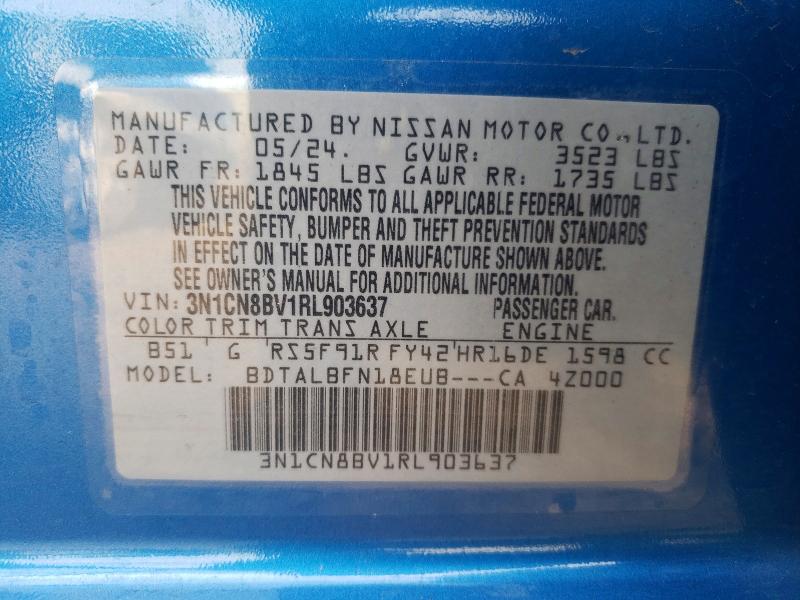 MANUFACTURED BY NISSAN MOTOR CO., LTD.
DATE: 05/24. GVWR: 3523 LBS
GAWR FR: 1845 LBS GAWR RR: 1735 LBS
THIS VEHICLE CONFORMS TO ALL APPLICABLE FEDERAL MOTOR
VEHICLE SAFETY, BUMPER AND THEFT PREVENTION STANDARDS
IN EFFECT ON THE DATE OF MANUFACTURE SHOWN ABOVE.
SEE OWNER'S MANUAL FOR ADDITIONAL INFORMATION.
VIN: 3N1CN8BV1RL903637 PASSENGER CAR.
COLOR TRIM TRANS AXLE ENGINE
B51 G RS5F91R FY42 HR16DE 1598 CC
MODEL: BDTALBFN18EUB---CA 4Z000
3N1CN8BV1RL903637